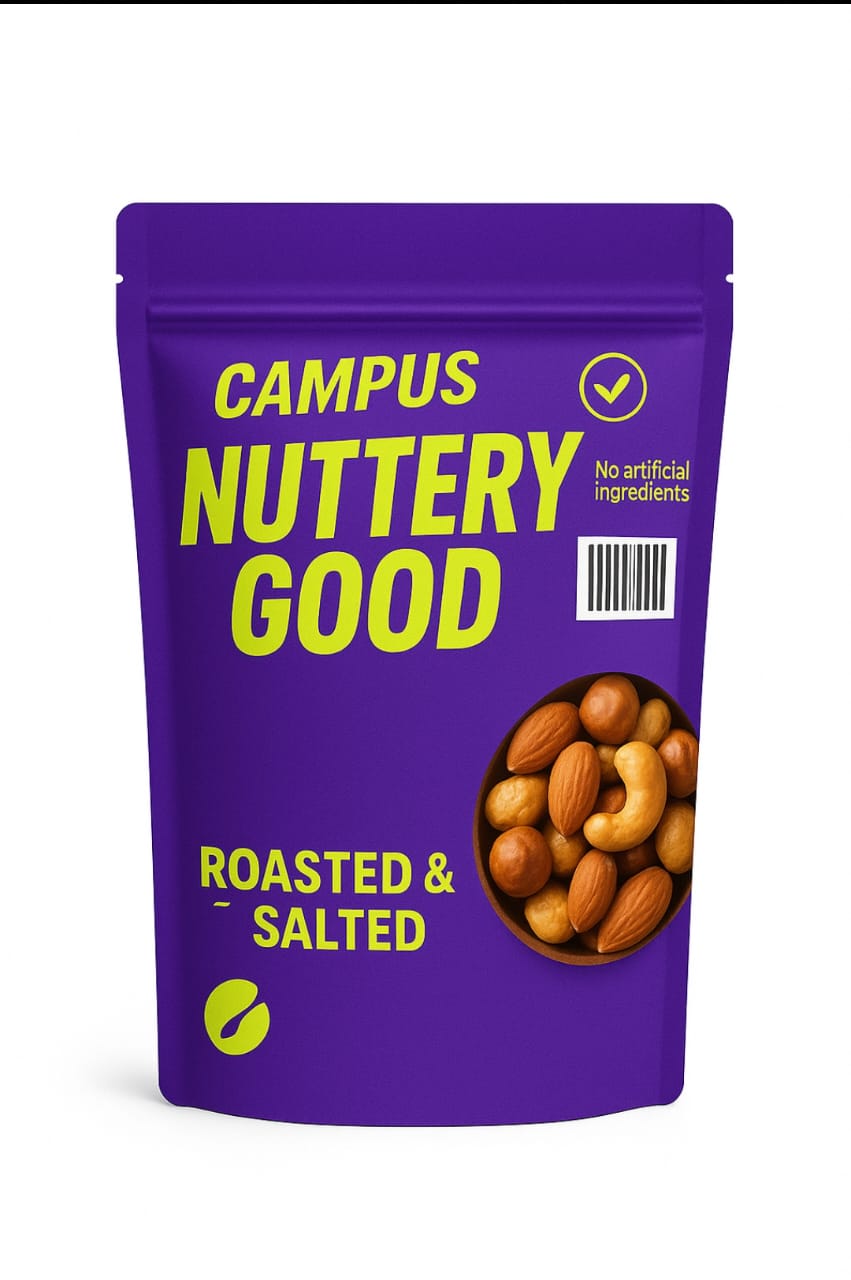 CAMPUS
NUTTERY
GOOD
No artificial
ingredients
ROASTED &
SALTED